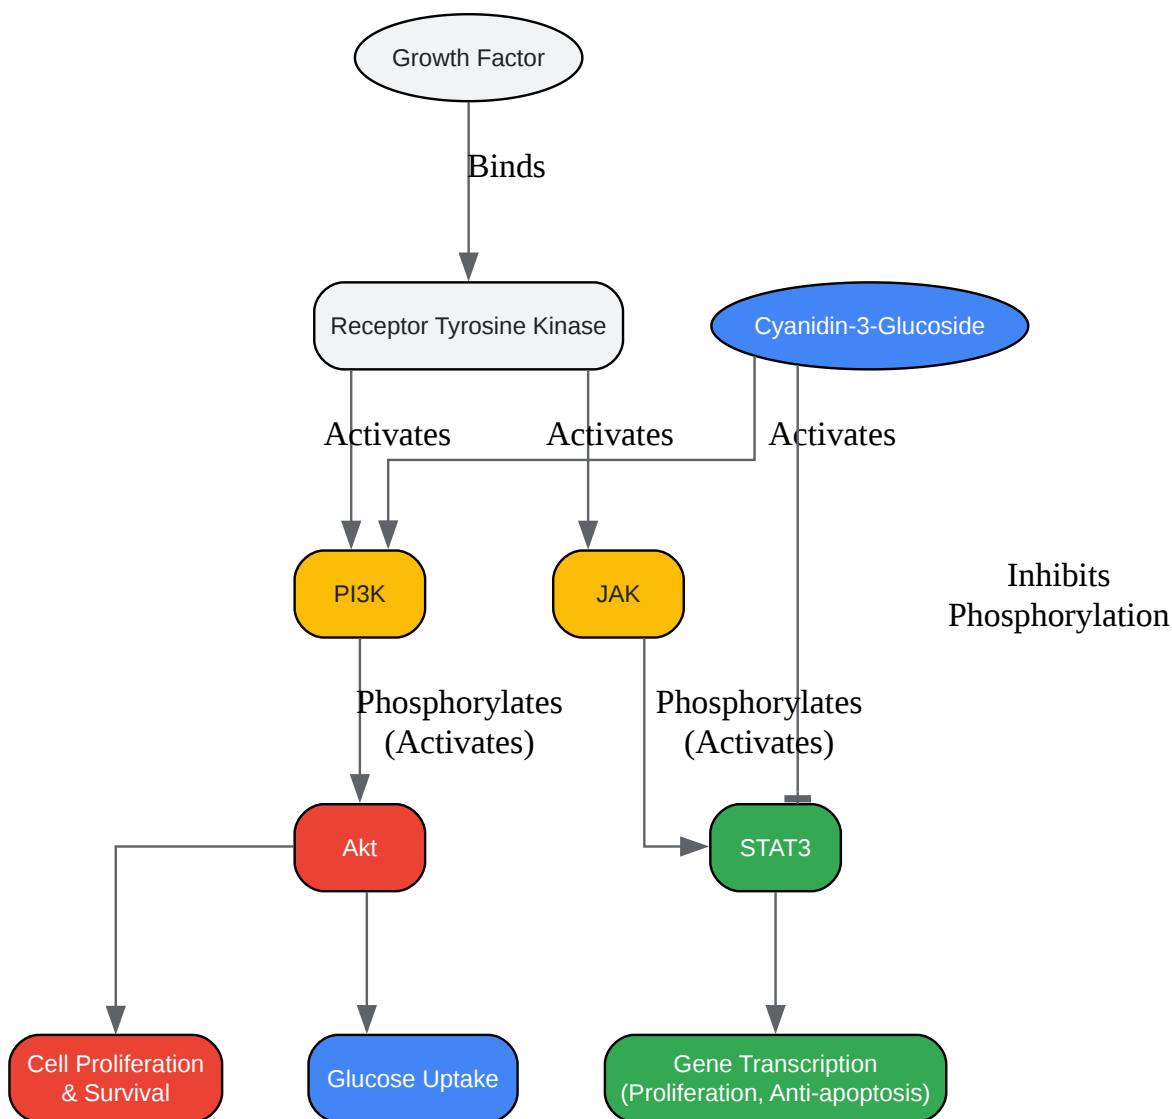 Growth Factor
Binds
Receptor Tyrosine Kinase
Cyanidin-3-Glucoside
Activates
Activates
Activates
PI3K
JAK
Inhibits
Phosphorylation
Phosphorylates
(Activates)
Phosphorylates
(Activates)
Akt
STAT3
Cell Proliferation
& Survival
Glucose Uptake
Gene Transcription
(Proliferation, Anti-apoptosis)